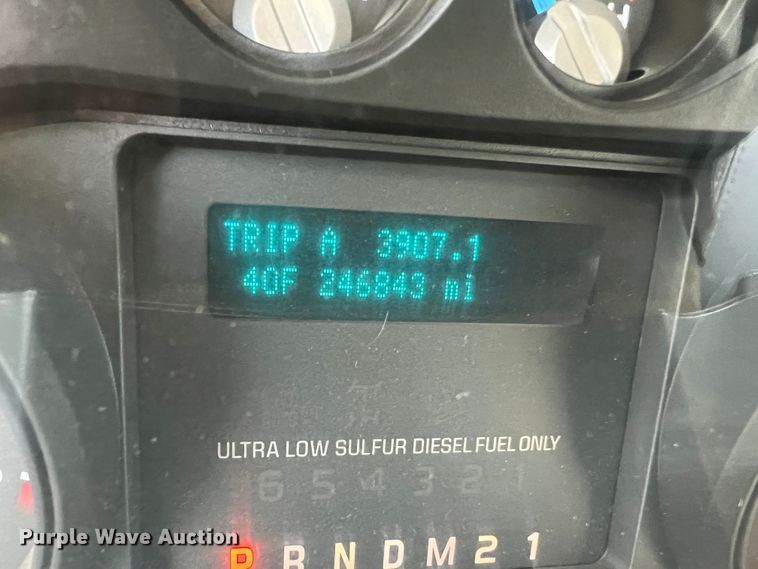 TRIP A 3907.1
40F 246843 mi
ULTRA LOW SULFUR DIESEL FUEL ONLY
6 5 4 3 2 1
P R N D M 2 1
Purple Wave Auction